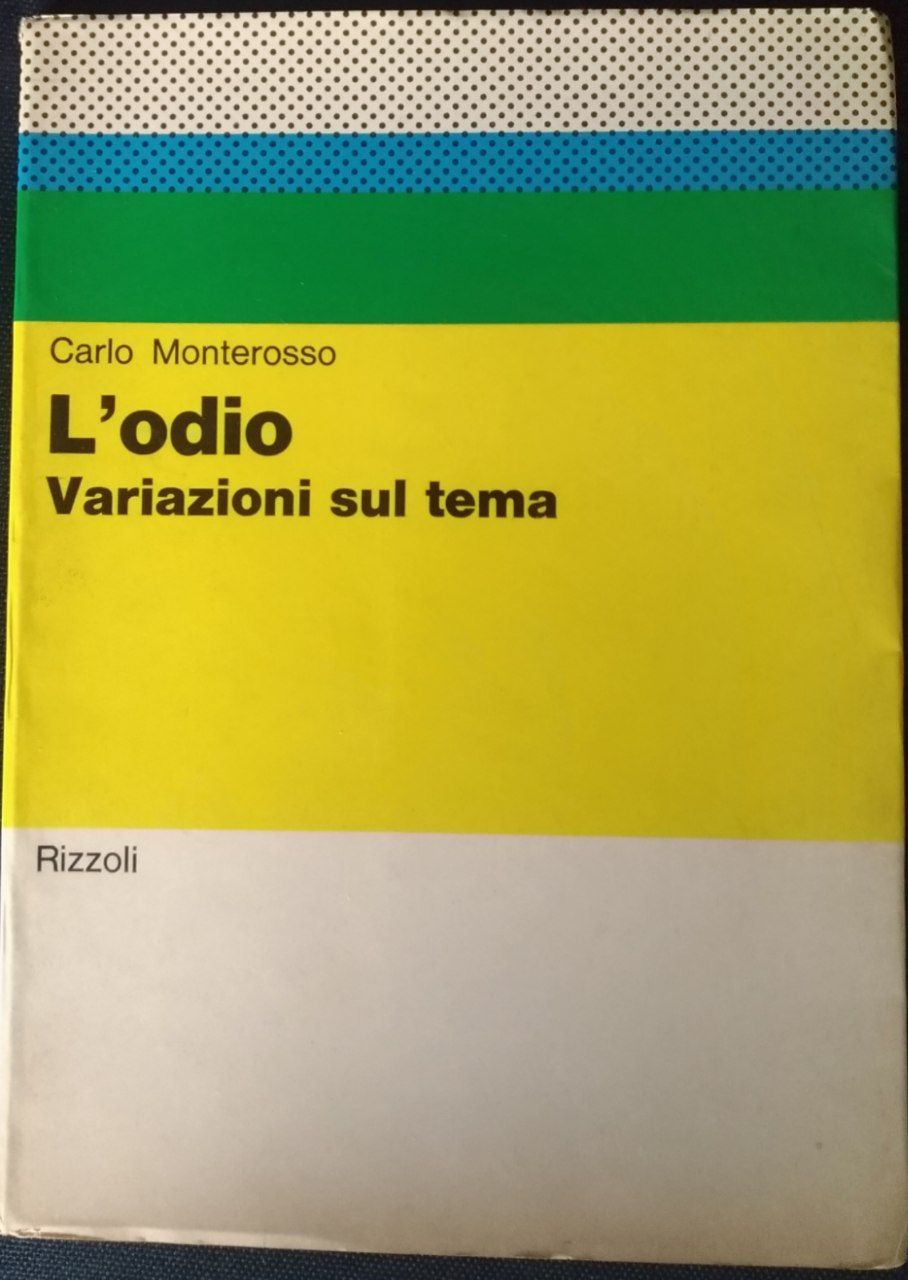 Carlo Monterosso
L'odio
Variazioni sul tema
Rizzoli